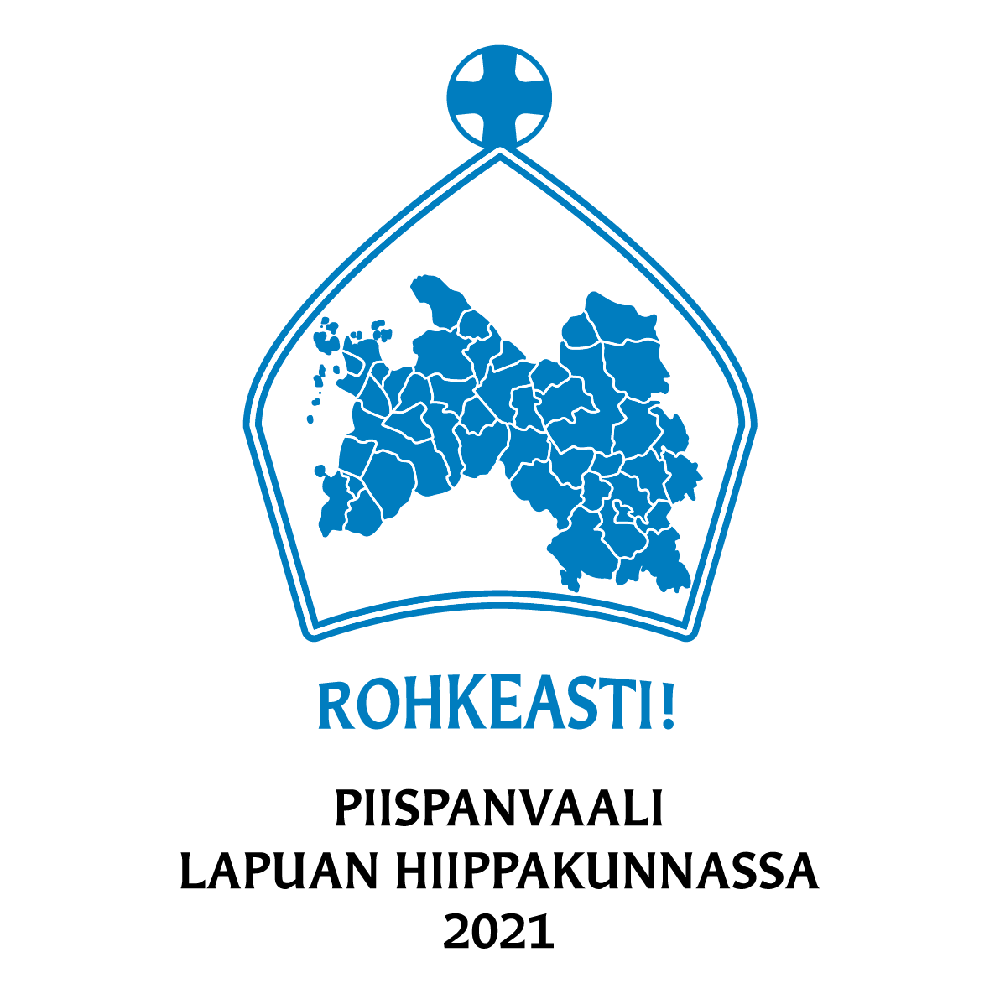 ROHKEASTI!
PIISPANVAALI
LAPUAN HIIPPAKUNNASSA
2021